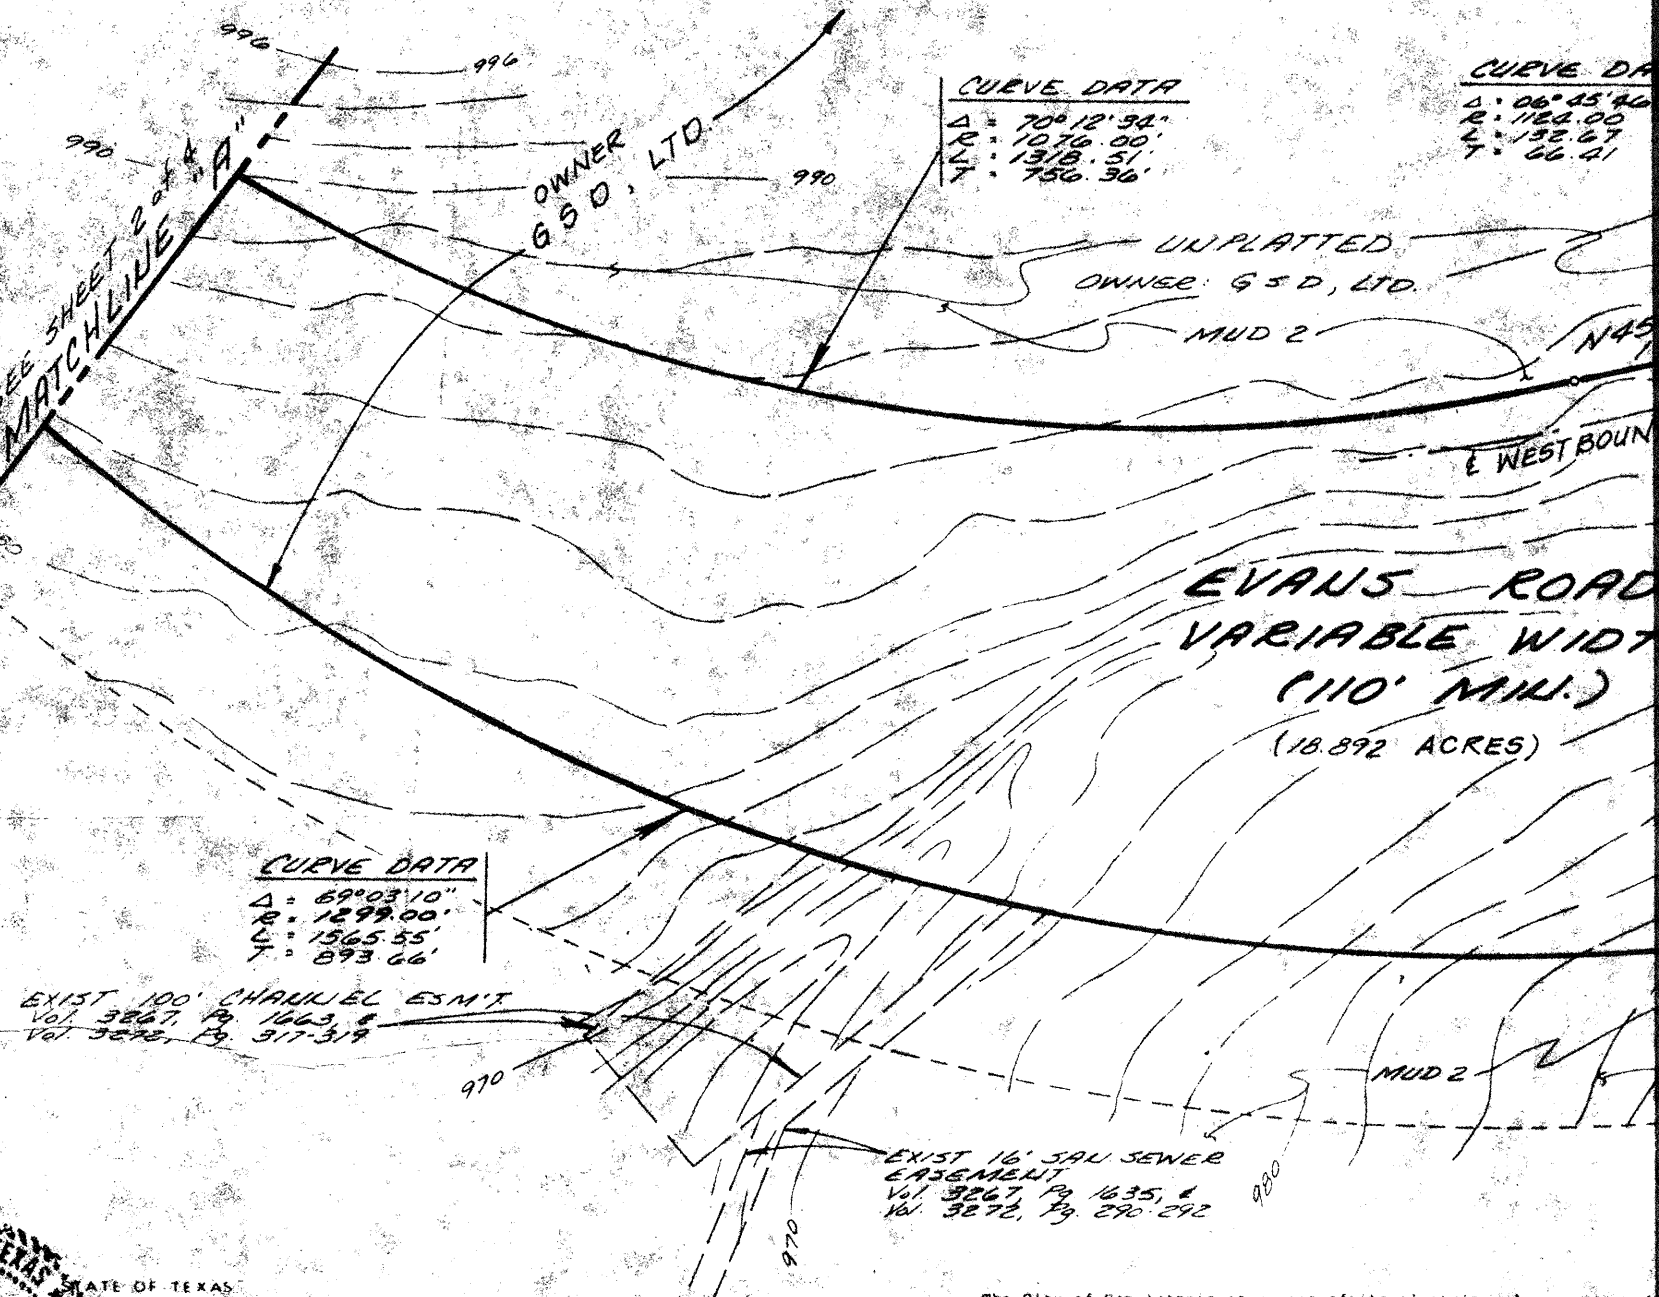 996
996
990
990
SHEET 2 of 4
MATCHLINE "A"
OWNER
GSD, LTD.
CURVE DATA
Δ = 70° 12' 34"
R = 1076.00'
L = 1318.51'
T = 756.36'
CURVE DA
Δ = 06° 45' 46
R = 1124.00
L = 132.67
T = 66.41
UNPLATTED
OWNER: GSD, LTD.
MUD 2
N45
℄ WESTBOUN
EVANS ROAD
VARIABLE WIDT
(110' MIN.)
(18.892 ACRES)
CURVE DATA
Δ = 69° 03' 10"
R = 1299.00'
L = 1565.55'
T = 893.66'
EXIST 100' CHANNEL ESM'T
Vol. 3267, Pg. 1663, &
Vol. 3272, Pg. 317-319
970
MUD 2
EXIST 16' SAN. SEWER
EASEMENT
Vol. 3267, Pg. 1635, &
Vol. 3272, Pg. 290-292
980
970
TEXAS
STATE OF TEXAS